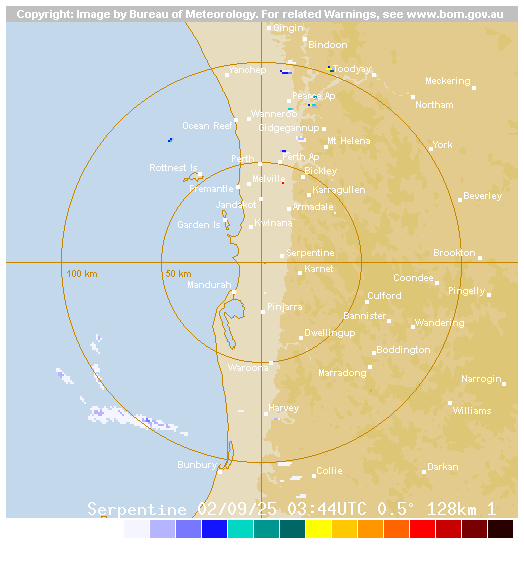 Copyright: Image by Bureau of Meteorology. For related Warnings, see www.bom.gov.au
Gingin
Bindoon
Yanchep
Toodyay
Meckering
Pearce Ap
Northam
Wanneroo
Ocean Reef
Gidgegannup
Mt Helena
York
Perth
Perth Ap
Rottnest Is
Bickley
Melville
Fremantle
Karragullen
Beverley
Jandakot
Armadale
Garden Is
Kwinana
Serpentine
Brookton
100 km
50 km
Karnet
Mandurah
Coondee
Pingelly
Culford
Pinjarra
Bannister
Wandering
Dwellingup
Boddington
Waroona
Marradong
Narrogin
Harvey
Williams
Bunbury
Collie
Darkan
Serpentine 02/09/25 03:44UTC 0.5° 128km 1